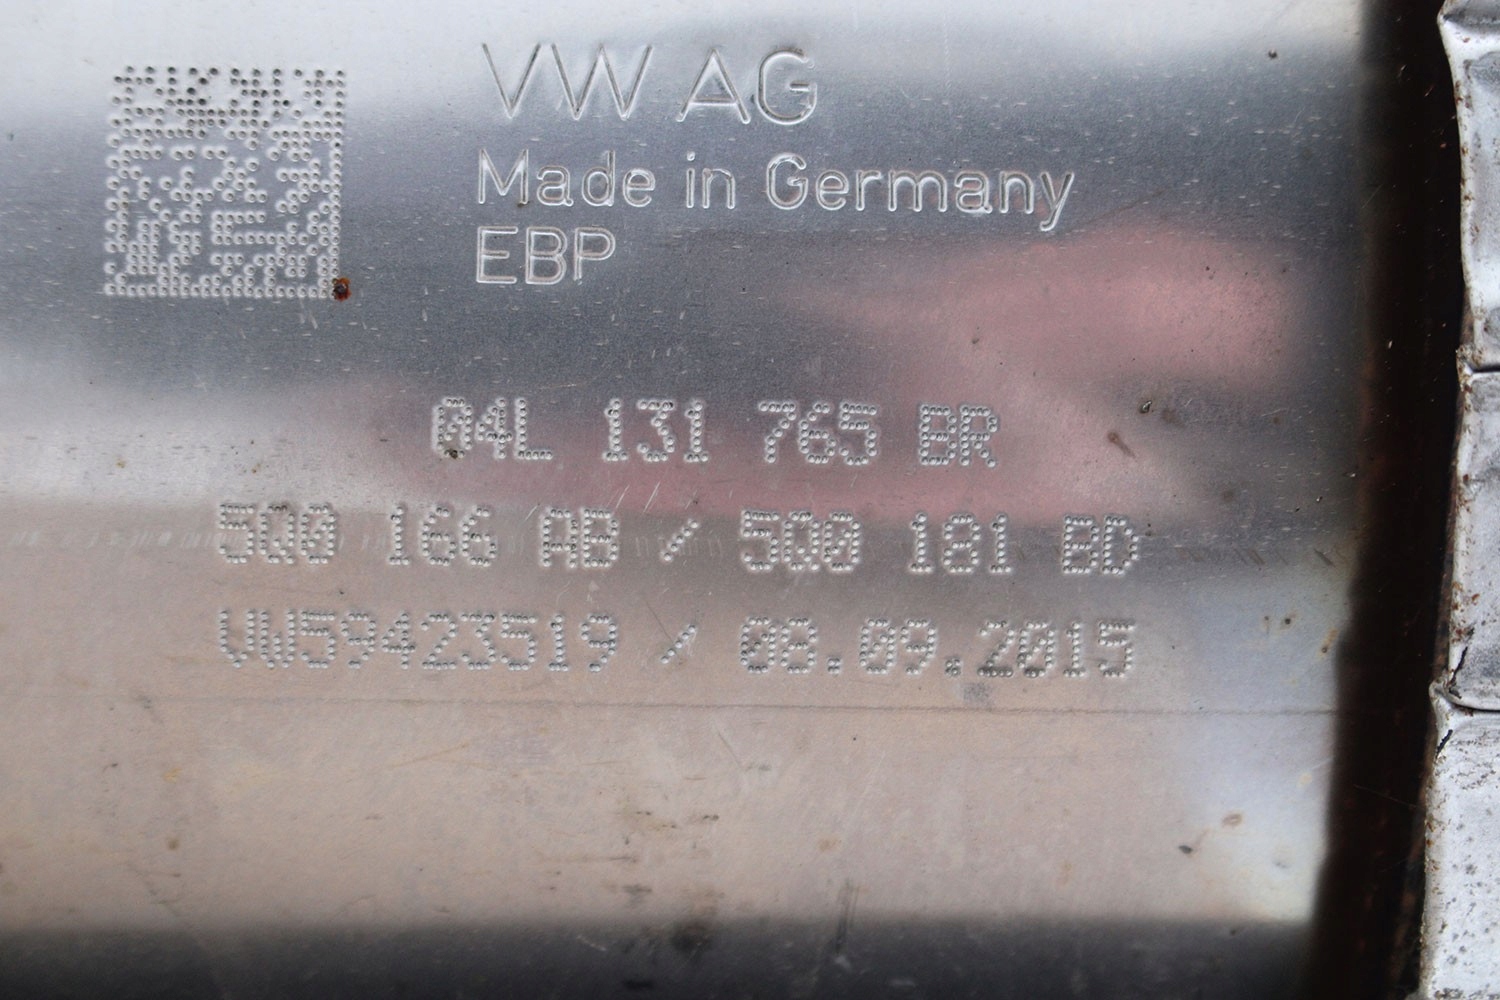 VW AG
Made in Germany
EBP
04L 131 765 BR
5Q0 166 AB / 5Q0 181 BD
VW59423519 / 08.09.2015